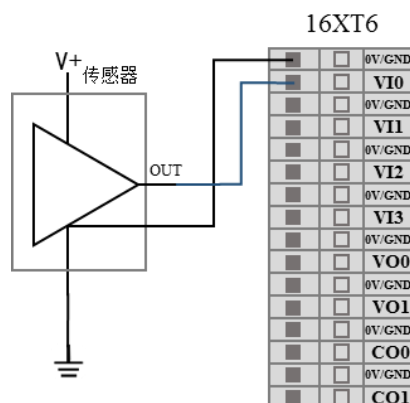 16XT6
V+
传感器
OUT
0V/GND
VI0
0V/GND
VI1
0V/GND
VI2
0V/GND
VI3
0V/GND
VO0
0V/GND
VO1
0V/GND
CO0
0V/GND
CO1